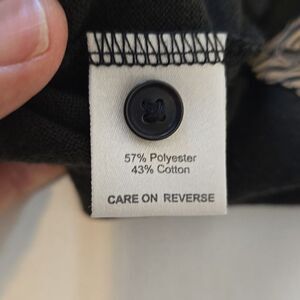 57% Polyester
43% Cotton
CARE ON REVERSE